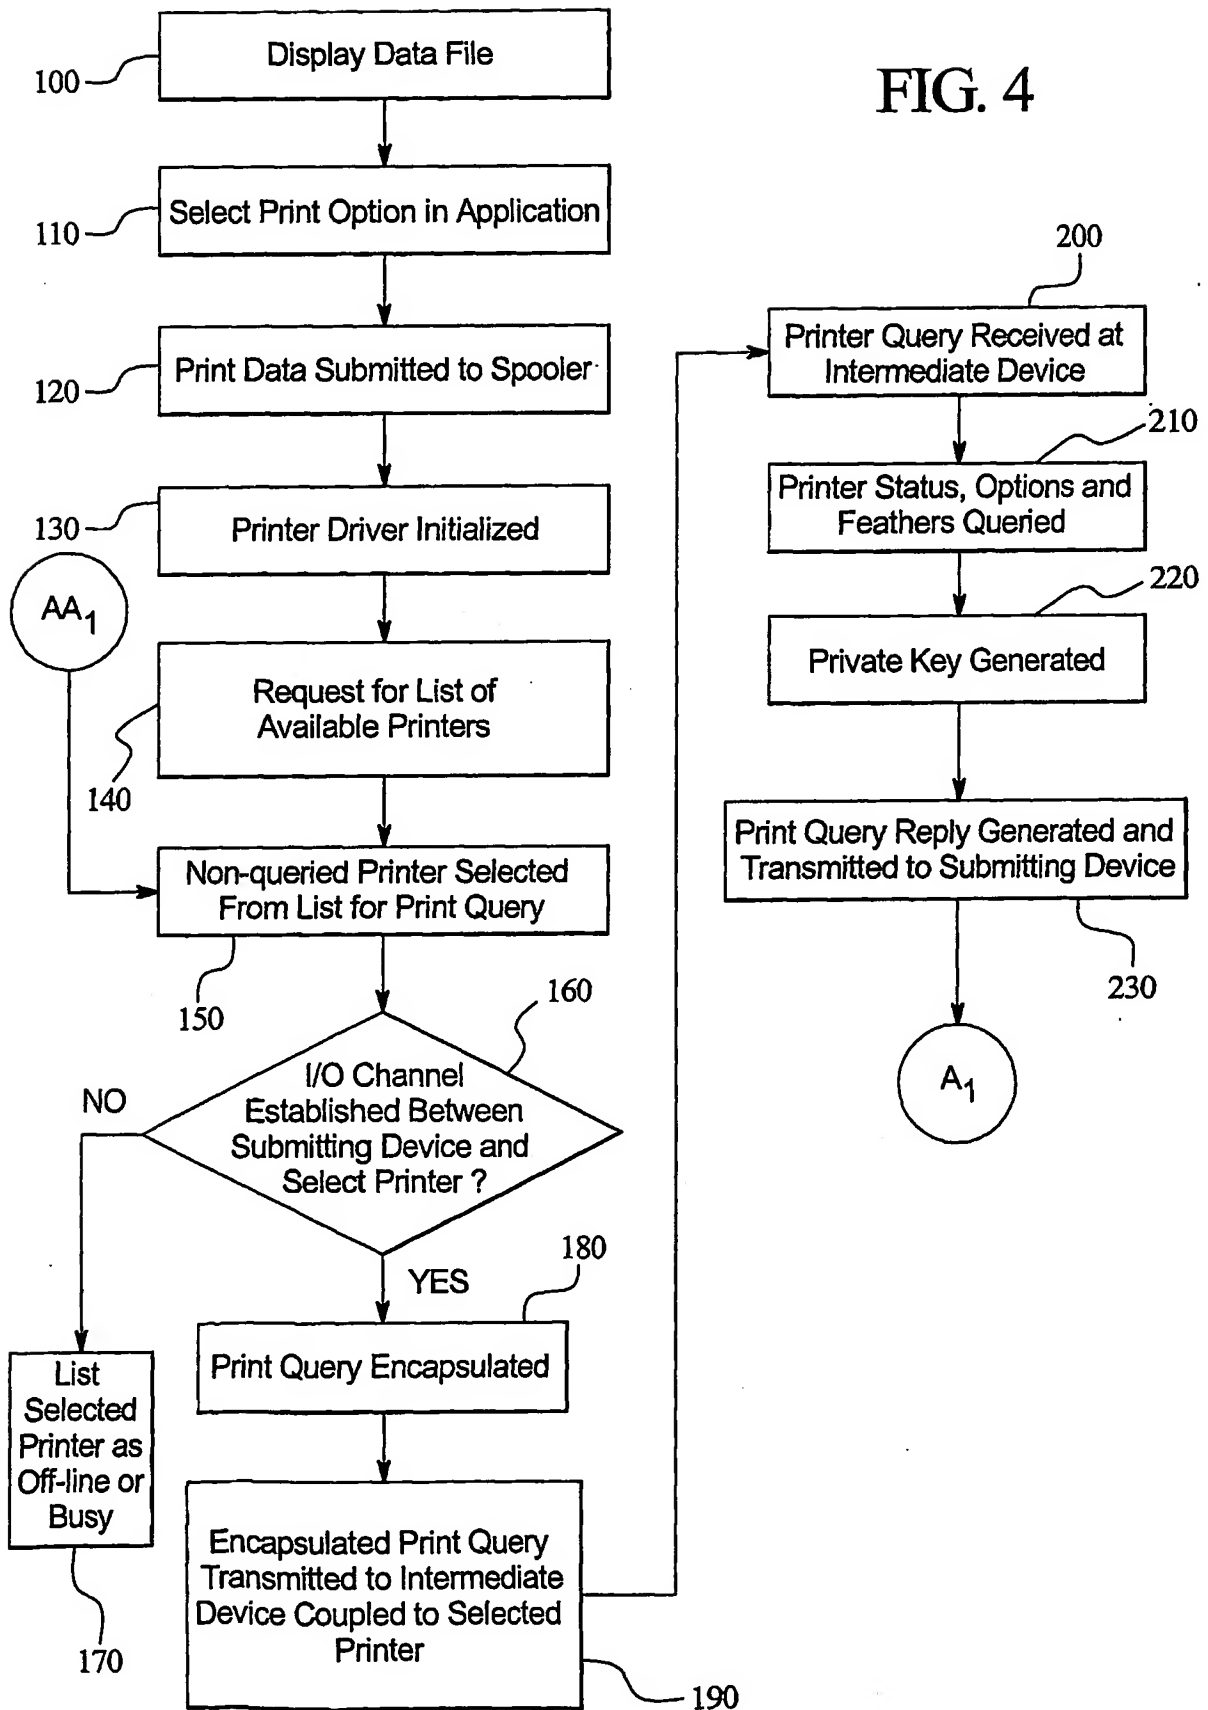 FIG. 4
Display Data File
100
Select Print Option in Application
110
Print Data Submitted to Spooler
120
Printer Driver Initialized
130
AA1
Request for List of
Available Printers
140
Non-queried Printer Selected
From List for Print Query
150
160
I/O Channel
Established Between
Submitting Device and
Select Printer ?
NO
YES
List
Selected
Printer as
Off-line or
Busy
170
180
Print Query Encapsulated
Encapsulated Print Query
Transmitted to Intermediate
Device Coupled to Selected
Printer
190
200
Printer Query Received at
Intermediate Device
210
Printer Status, Options and
Feathers Queried
220
Private Key Generated
Print Query Reply Generated and
Transmitted to Submitting Device
230
A1